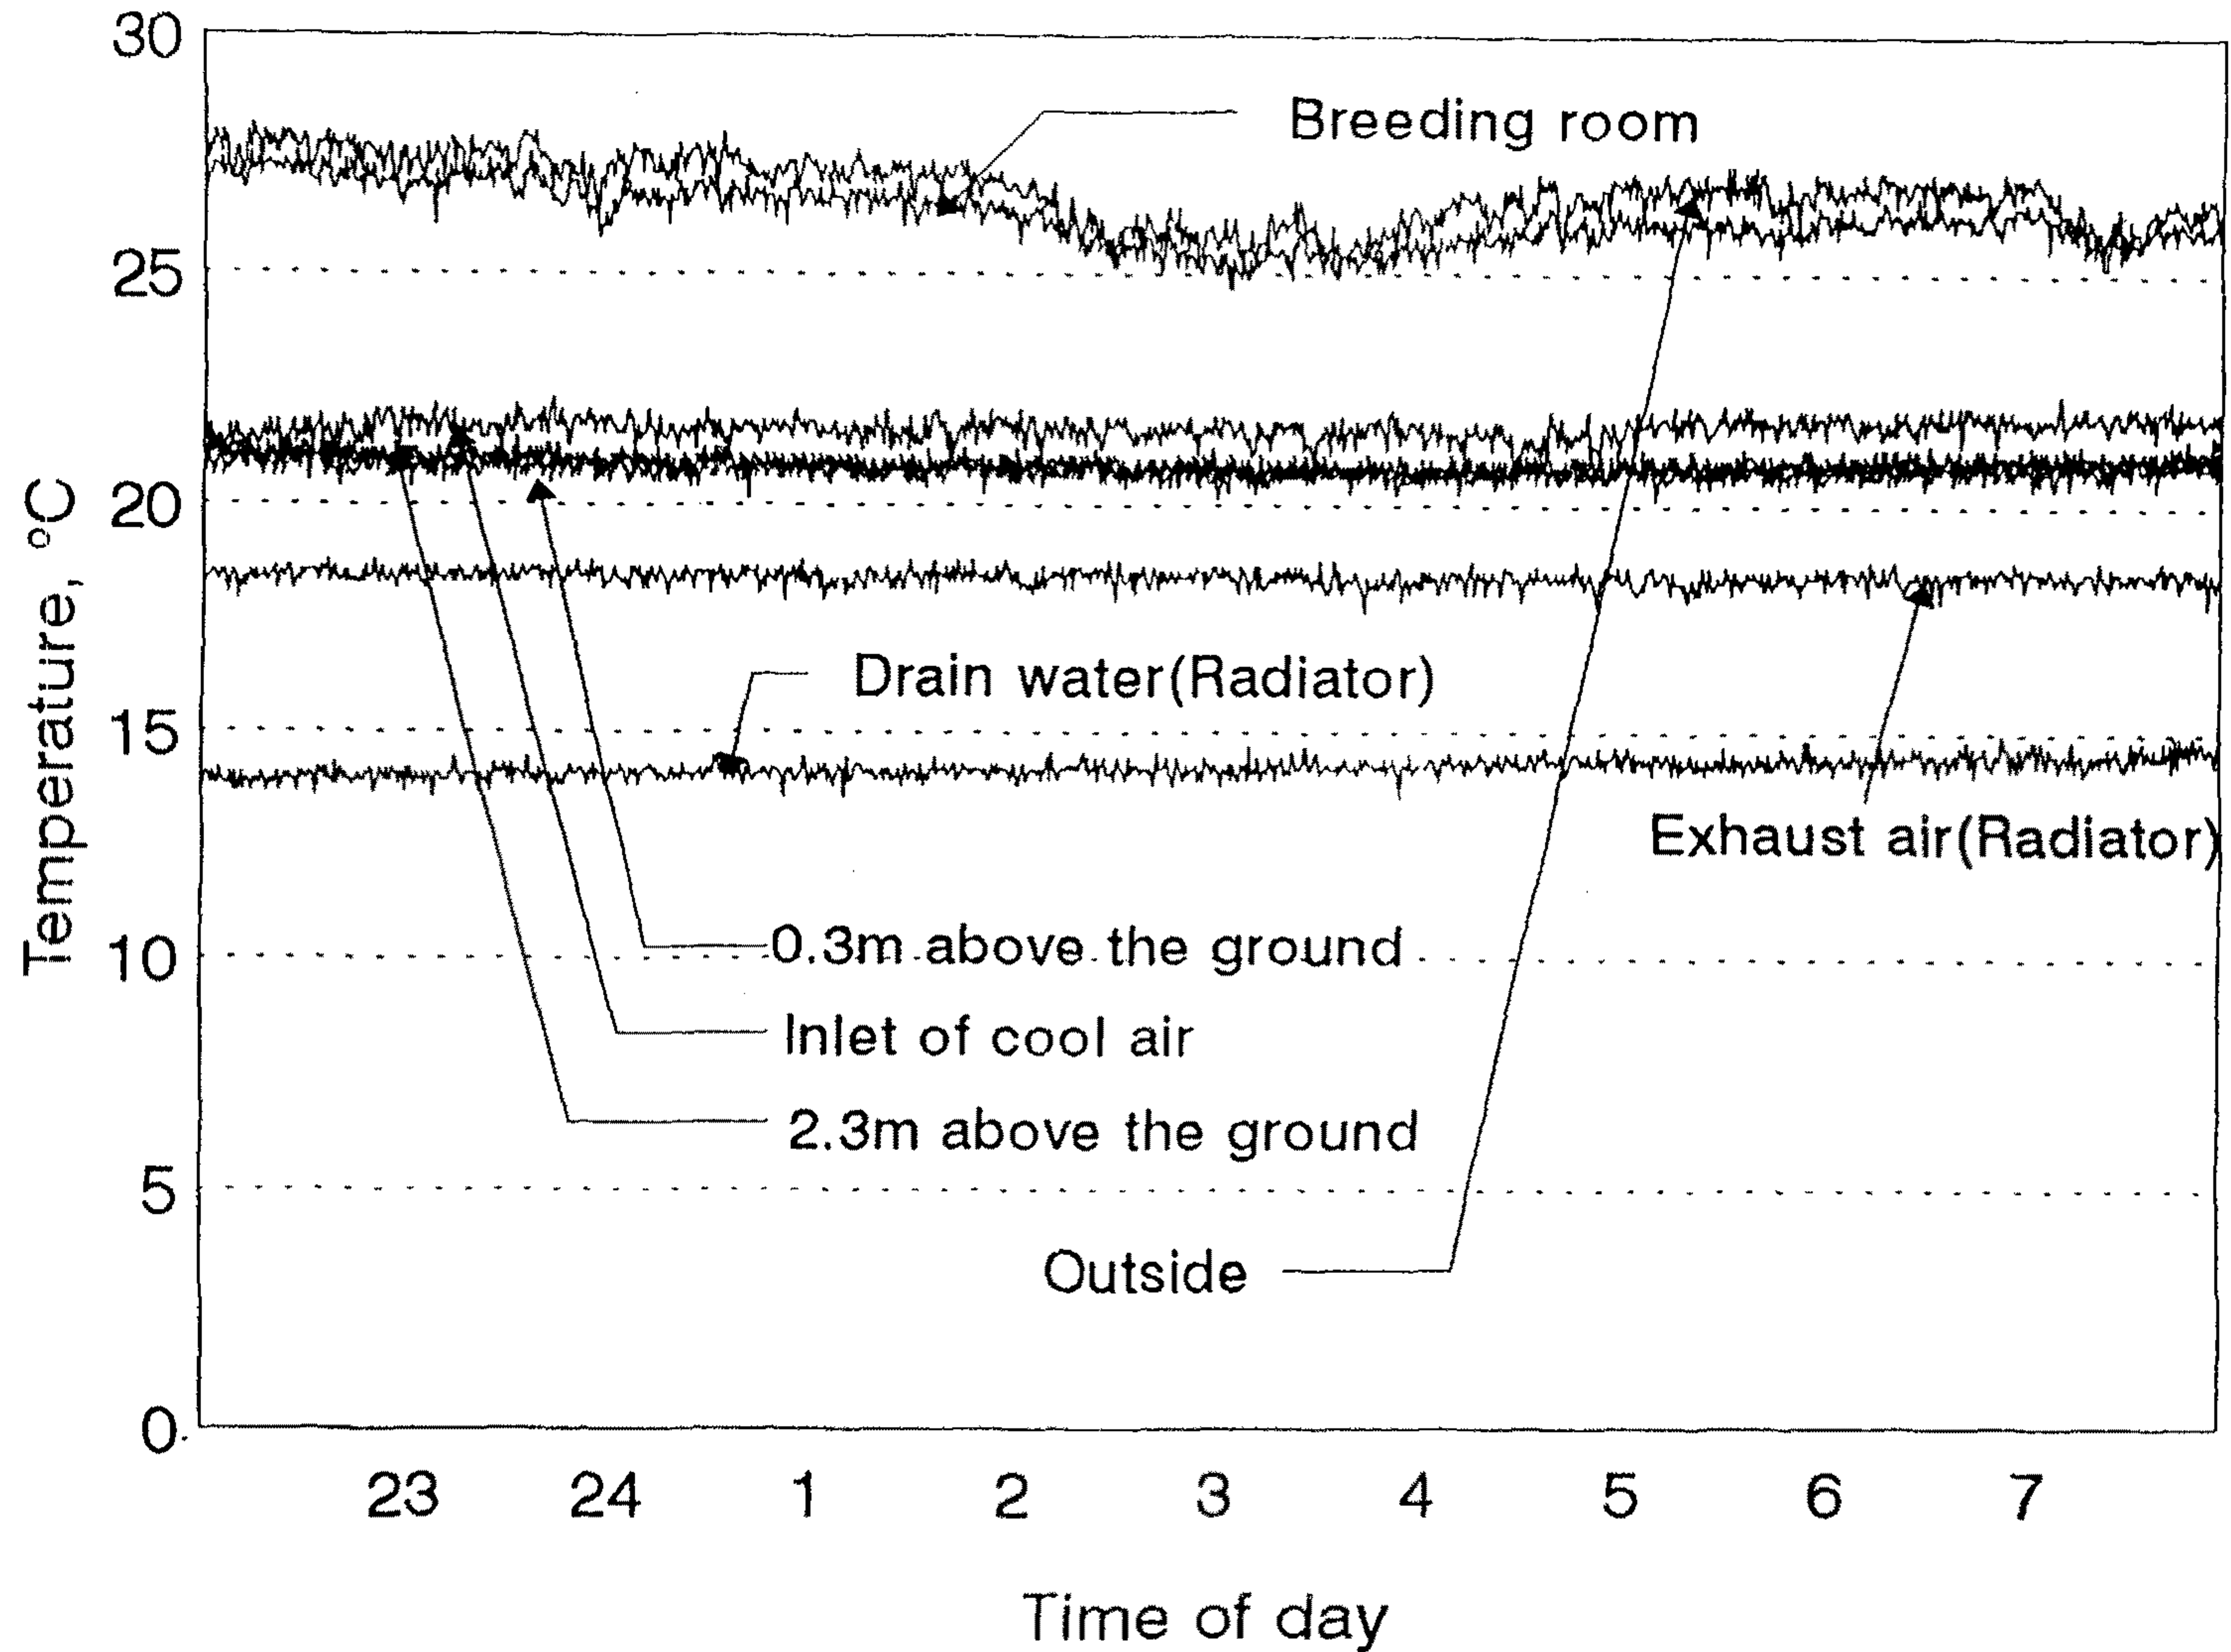 30
Breeding room
25
20
Drain water(Radiator)
15
Exhaust air(Radiator)
0.3m above the ground
10
Inlet of cool air
2.3m above the ground
5
Outside
0
Temperature, °C
23 24 1 2 3 4 5 6 7
Time of day